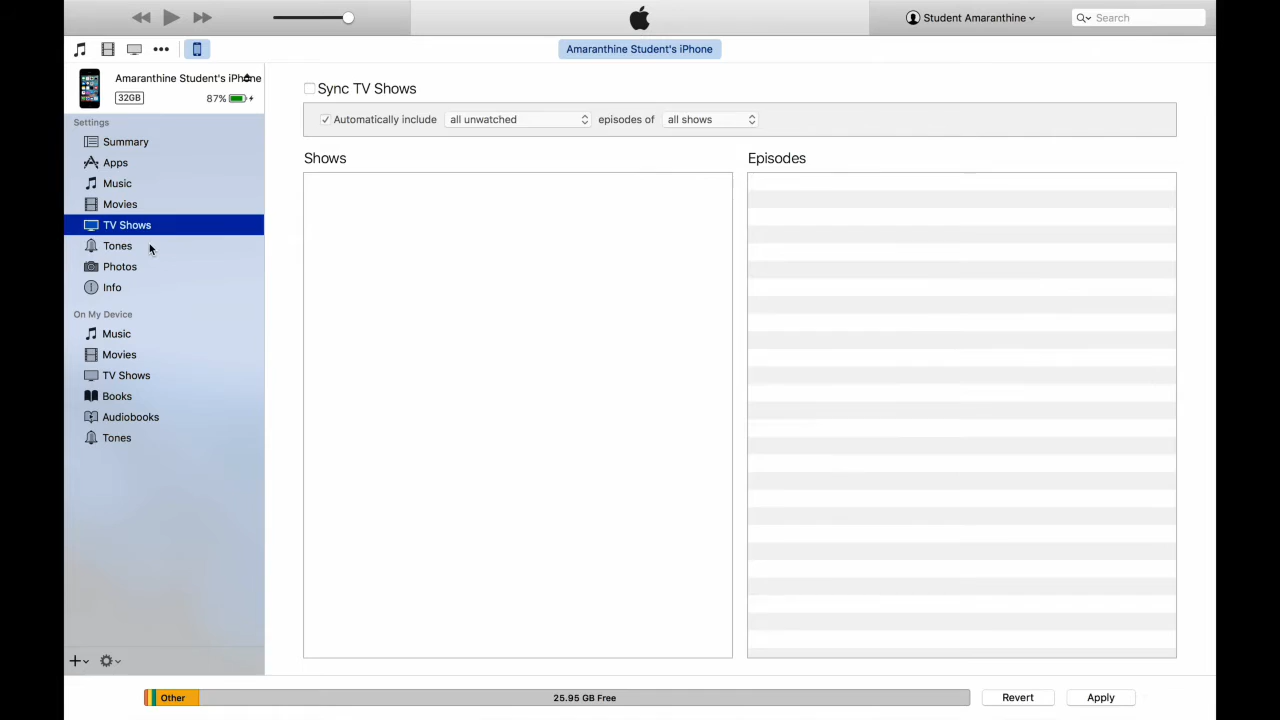 Student Amaranthine
Search
Amaranthine Student's iPhone
Amaranthine Student's iPhone
32GB
87%
Settings
Summary
Apps
Music
Movies
TV Shows
Tones
Photos
Info
On My Device
Music
Movies
TV Shows
Books
Audiobooks
Tones
Sync TV Shows
Automatically include all unwatched episodes of all shows
Shows
Episodes
Other
25.95 GB Free
Revert
Apply